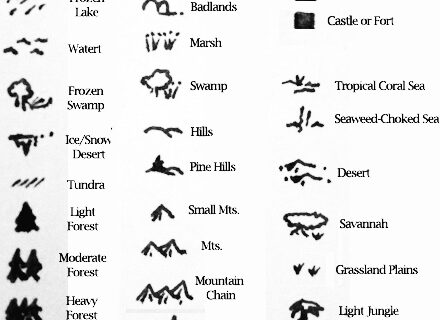 Frozen
Lake
Watert
Frozen
Swamp
Ice/Snow
Desert
Tundra
Light
Forest
Moderate
Forest
Heavy
Forest
Badlands
Marsh
Swamp
Hills
Pine Hills
Small Mts.
Mts.
Mountain
Chain
Castle or Fort
Tropical Coral Sea
Seaweed-Choked Sea
Desert
Savannah
Grassland Plains
Light Jungle